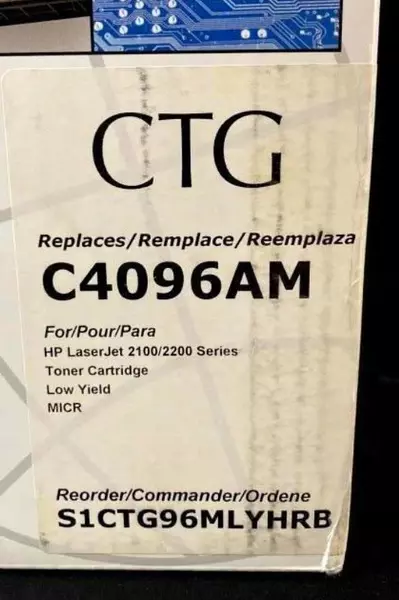 CTG
Replaces/Remplace/Reemplaza
C4096AM
For/Pour/Para
HP LaserJet 2100/2200 Series
Toner Cartridge
Low Yield
MICR
Reorder/Commander/Ordene
S1CTG96MLYHRB